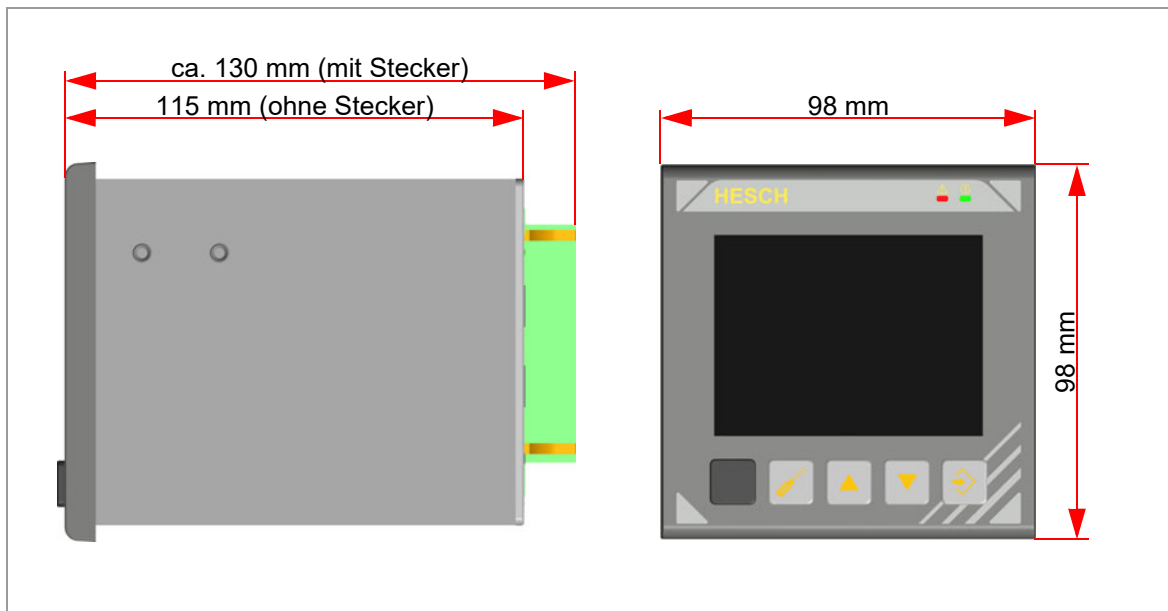 ca. 130 mm (mit Stecker)
115 mm (ohne Stecker)
98 mm
HESCH
98 mm